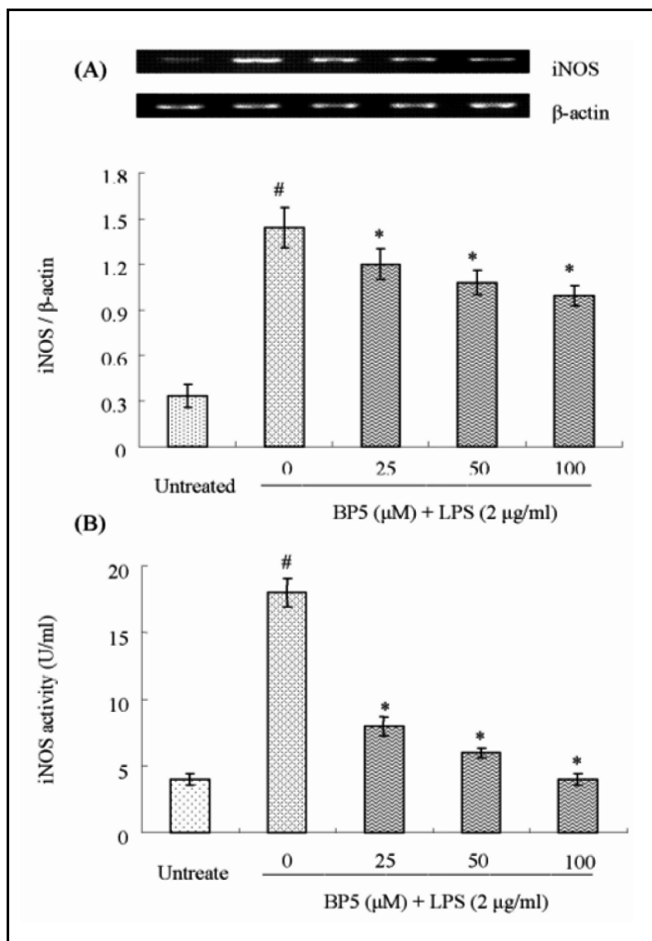 (A)
iNOS
β-actin
1.8
1.5
1.2
0.9
0.6
0.3
0
iNOS / β-actin
#
*
*
*
Untreated
0 25 50 100
BP5 (μM) + LPS (2 μg/ml)
(B)
20
15
10
5
0
iNOS activity (U/ml)
#
*
*
*
Untreate
0 25 50 100
BP5 (μM) + LPS (2 μg/ml)